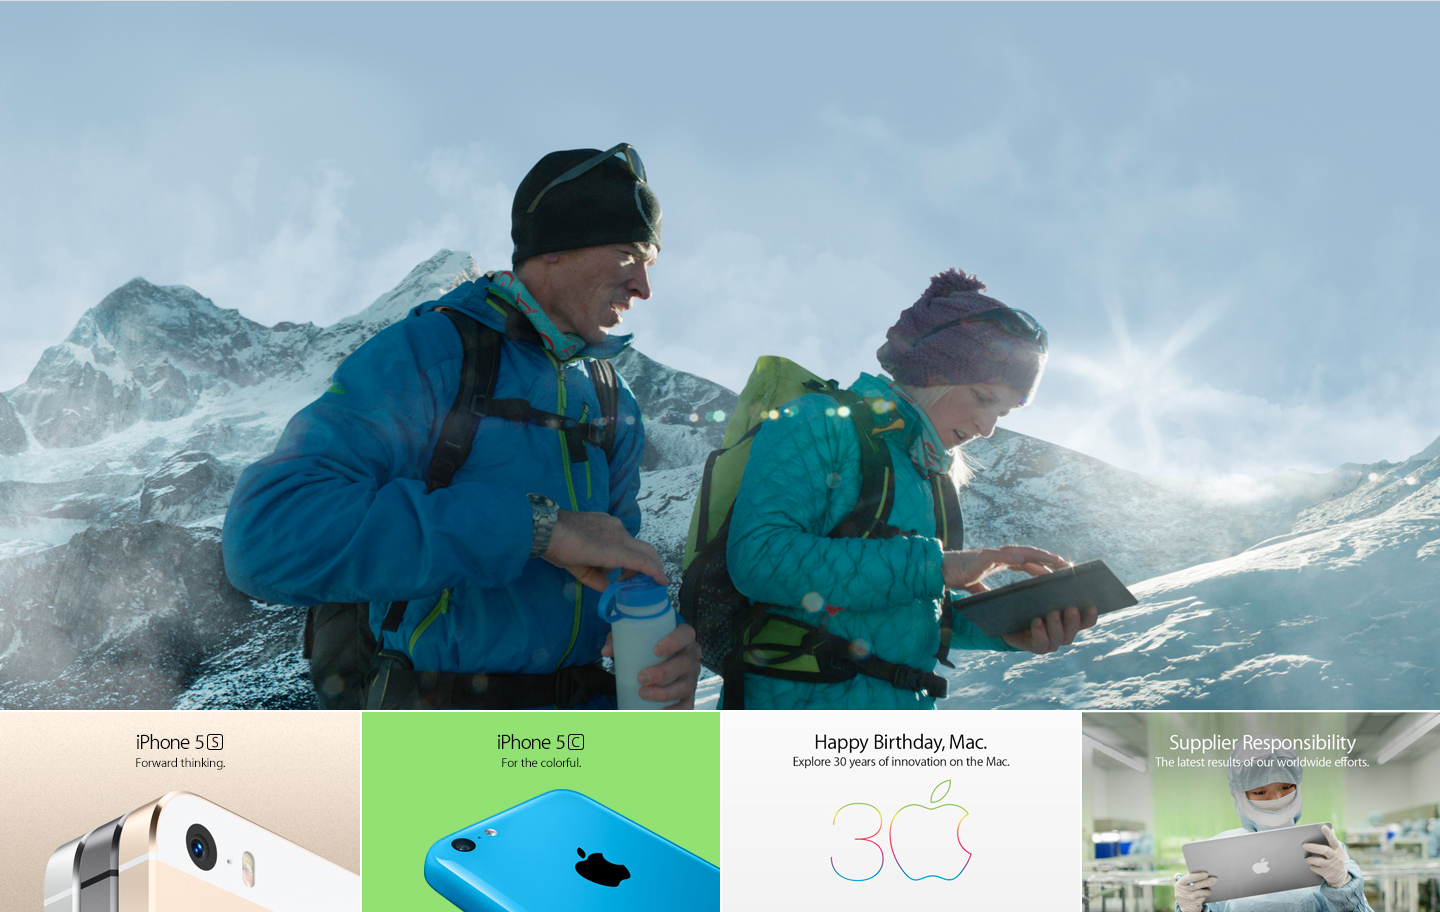 iPhone 5S
Forward thinking.
iPhone 5C
For the colorful.
Happy Birthday, Mac.
Explore 30 years of innovation on the Mac.
30
Supplier Responsibility
The latest results of our worldwide efforts.